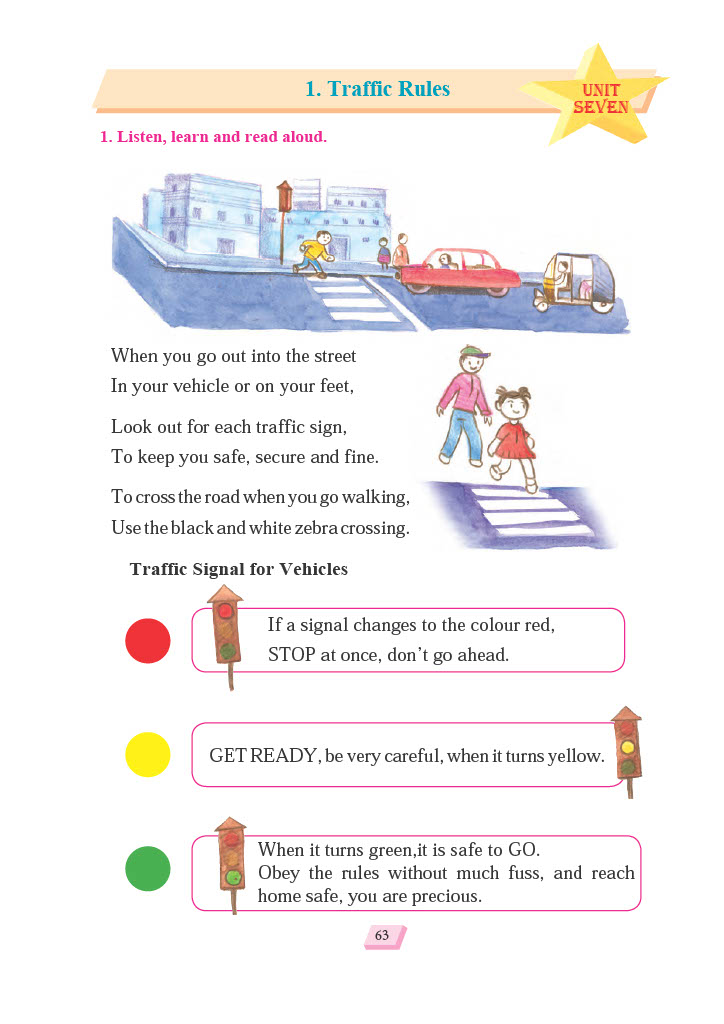 1. Traffic Rules
UNIT
SEVEN
1. Listen, learn and read aloud.
When you go out into the street
In your vehicle or on your feet,
Look out for each traffic sign,
To keep you safe, secure and fine.
To cross the road when you go walking,
Use the black and white zebra crossing.
Traffic Signal for Vehicles
If a signal changes to the colour red,
STOP at once, don't go ahead.
GET READY, be very careful, when it turns yellow.
When it turns green,it is safe to GO.
Obey the rules without much fuss, and reach
home safe, you are precious.
63